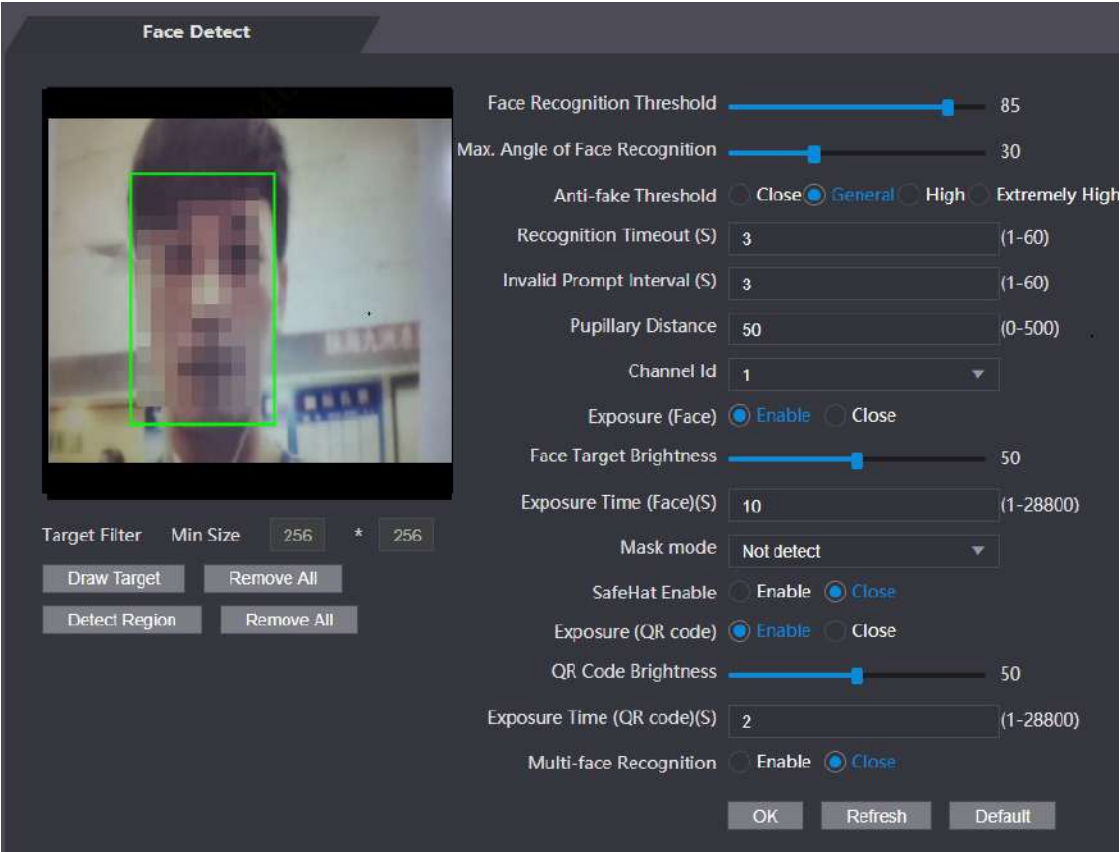 Face Detect
Face Recognition Threshold 85
Max. Angle of Face Recognition 30
Anti-fake Threshold Close General High Extremely High
Recognition Timeout (S) 3 (1-60)
Invalid Prompt Interval (S) 3 (1-60)
Pupillary Distance 50 (0-500)
Channel Id 1
Exposure (Face) Enable Close
Face Target Brightness 50
Exposure Time (Face)(S) 10 (1-28800)
Mask mode Not detect
SafeHat Enable Enable Close
Exposure (QR code) Enable Close
QR Code Brightness 50
Exposure Time (QR code)(S) 2 (1-28800)
Multi-face Recognition Enable Close
OK Refresh Default
Target Filter Min Size 256 * 256
Draw Target Remove All
Detect Region Remove All